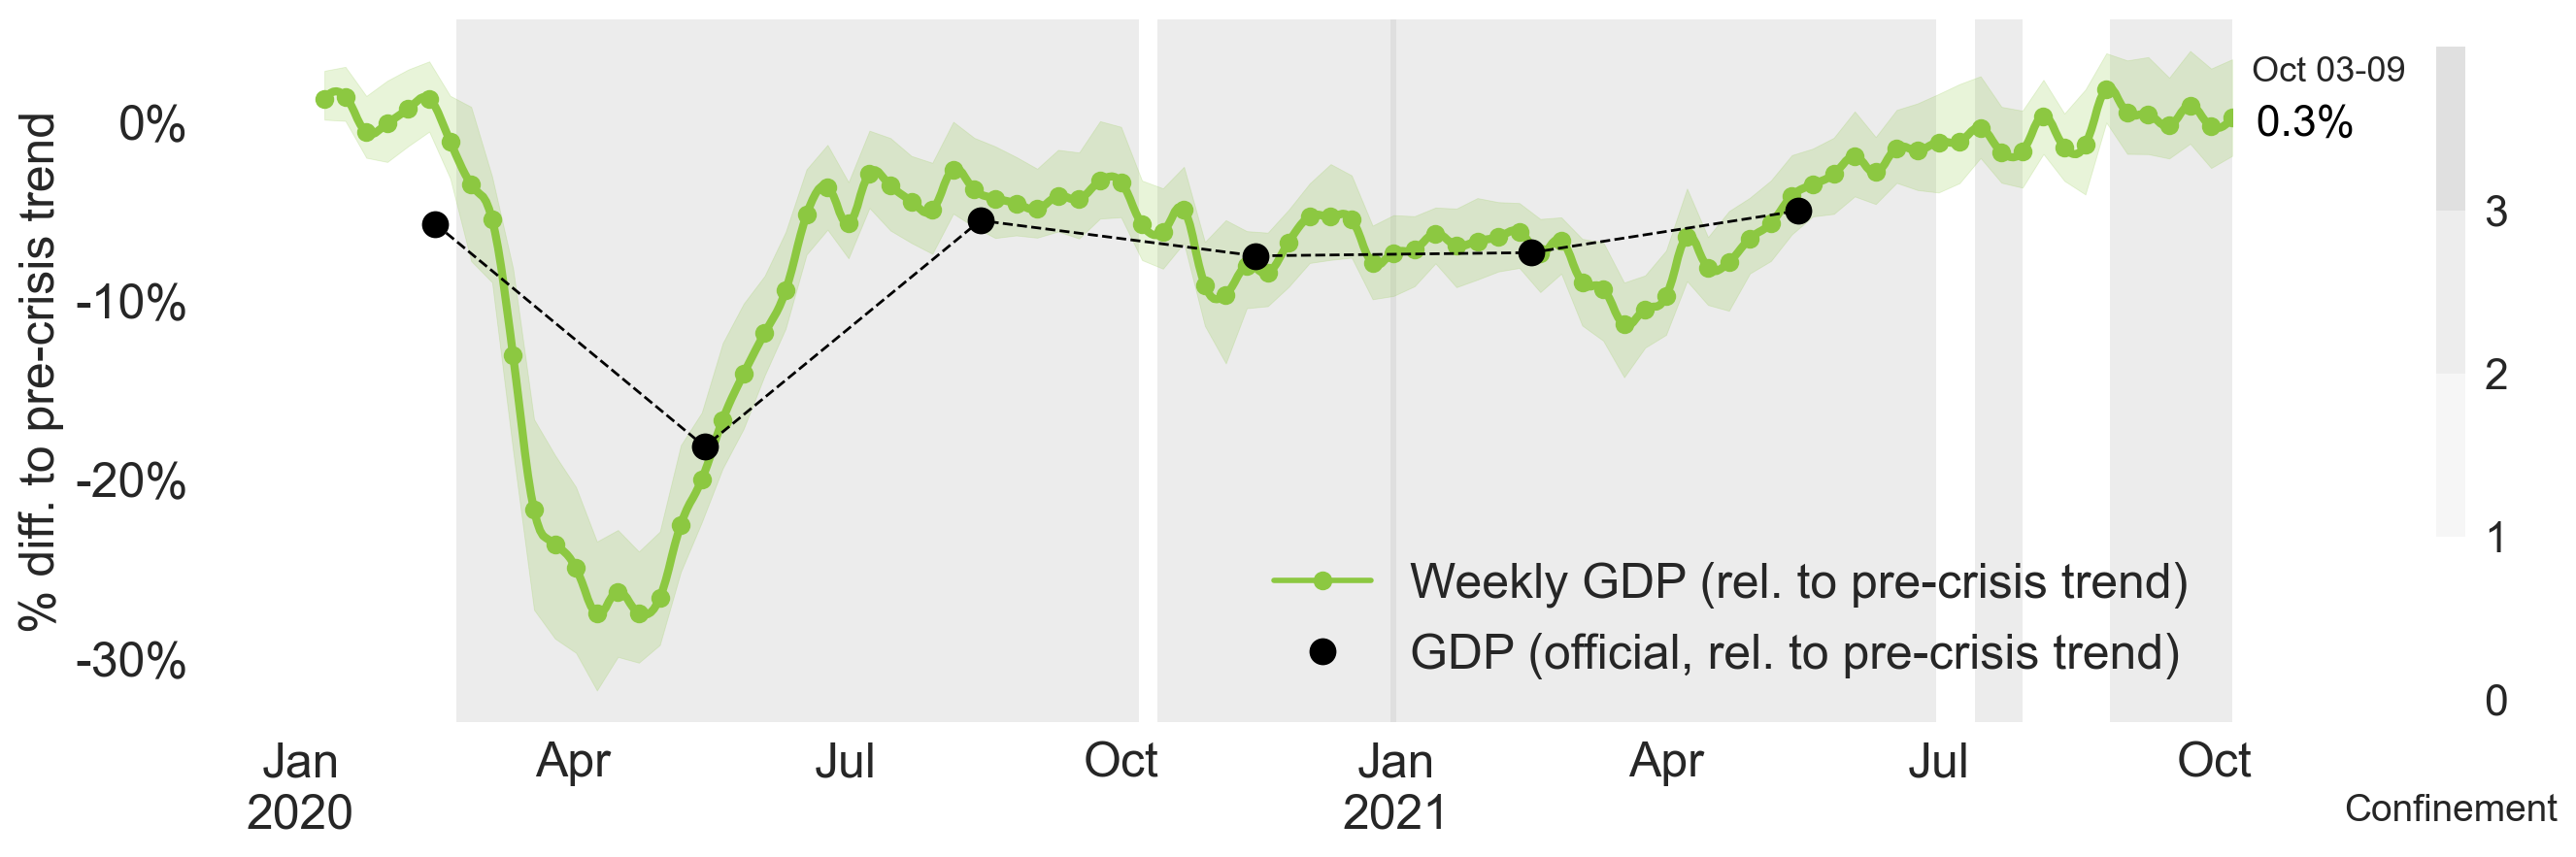 % diff. to pre-crisis trend
0%
-10%
-20%
-30%
Oct 03-09
0.3%
Weekly GDP (rel. to pre-crisis trend)
GDP (official, rel. to pre-crisis trend)
Jan Apr Jul Oct Jan Apr Jul Oct
2020 2021
3
2
1
0
Confinement